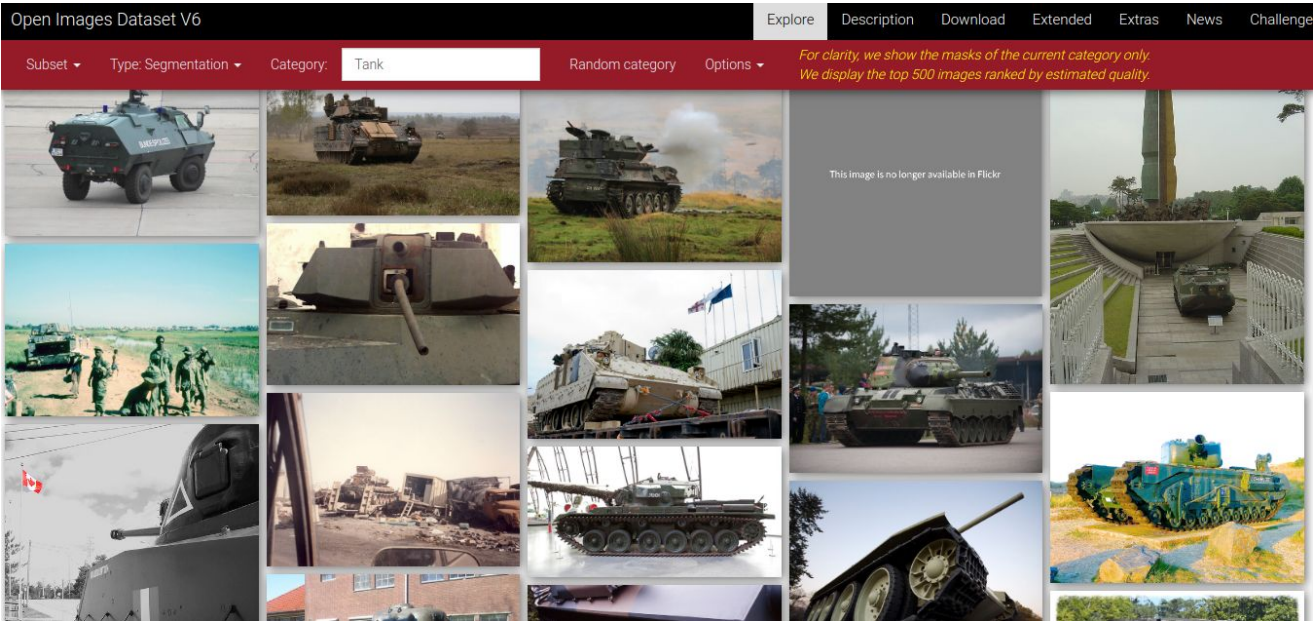 Open Images Dataset V6
Explore
Description
Download
Extended
Extras
News
Challenge
Subset
Type: Segmentation
Category:
Tank
Random category
Options
For clarity, we show the masks of the current category only.
We display the top 500 images ranked by estimated quality.
BUNDESPOLIZEI
This image is no longer available in Flickr